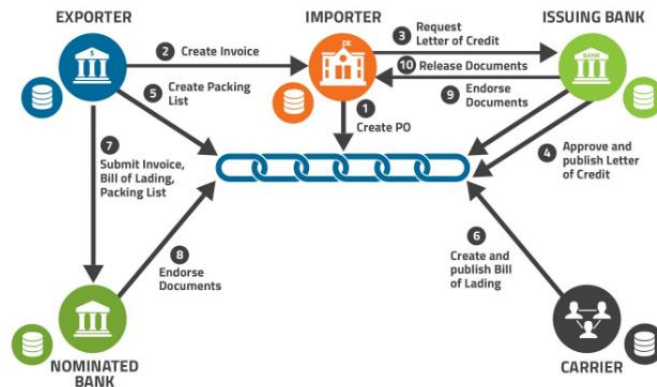 EXPORTER
IMPORTER
ISSUING BANK
2 Create Invoice
3 Request
Letter of Credit
10 Release Documents
5 Create Packing
List
9 Endorse
Documents
1
Create PO
7
Submit Invoice,
Bill of Lading,
Packing List
4
Approve and
publish Letter
of Credit
8
Endorse
Documents
6
Create and
publish Bill
of Lading
NOMINATED
BANK
CARRIER
$
BANK